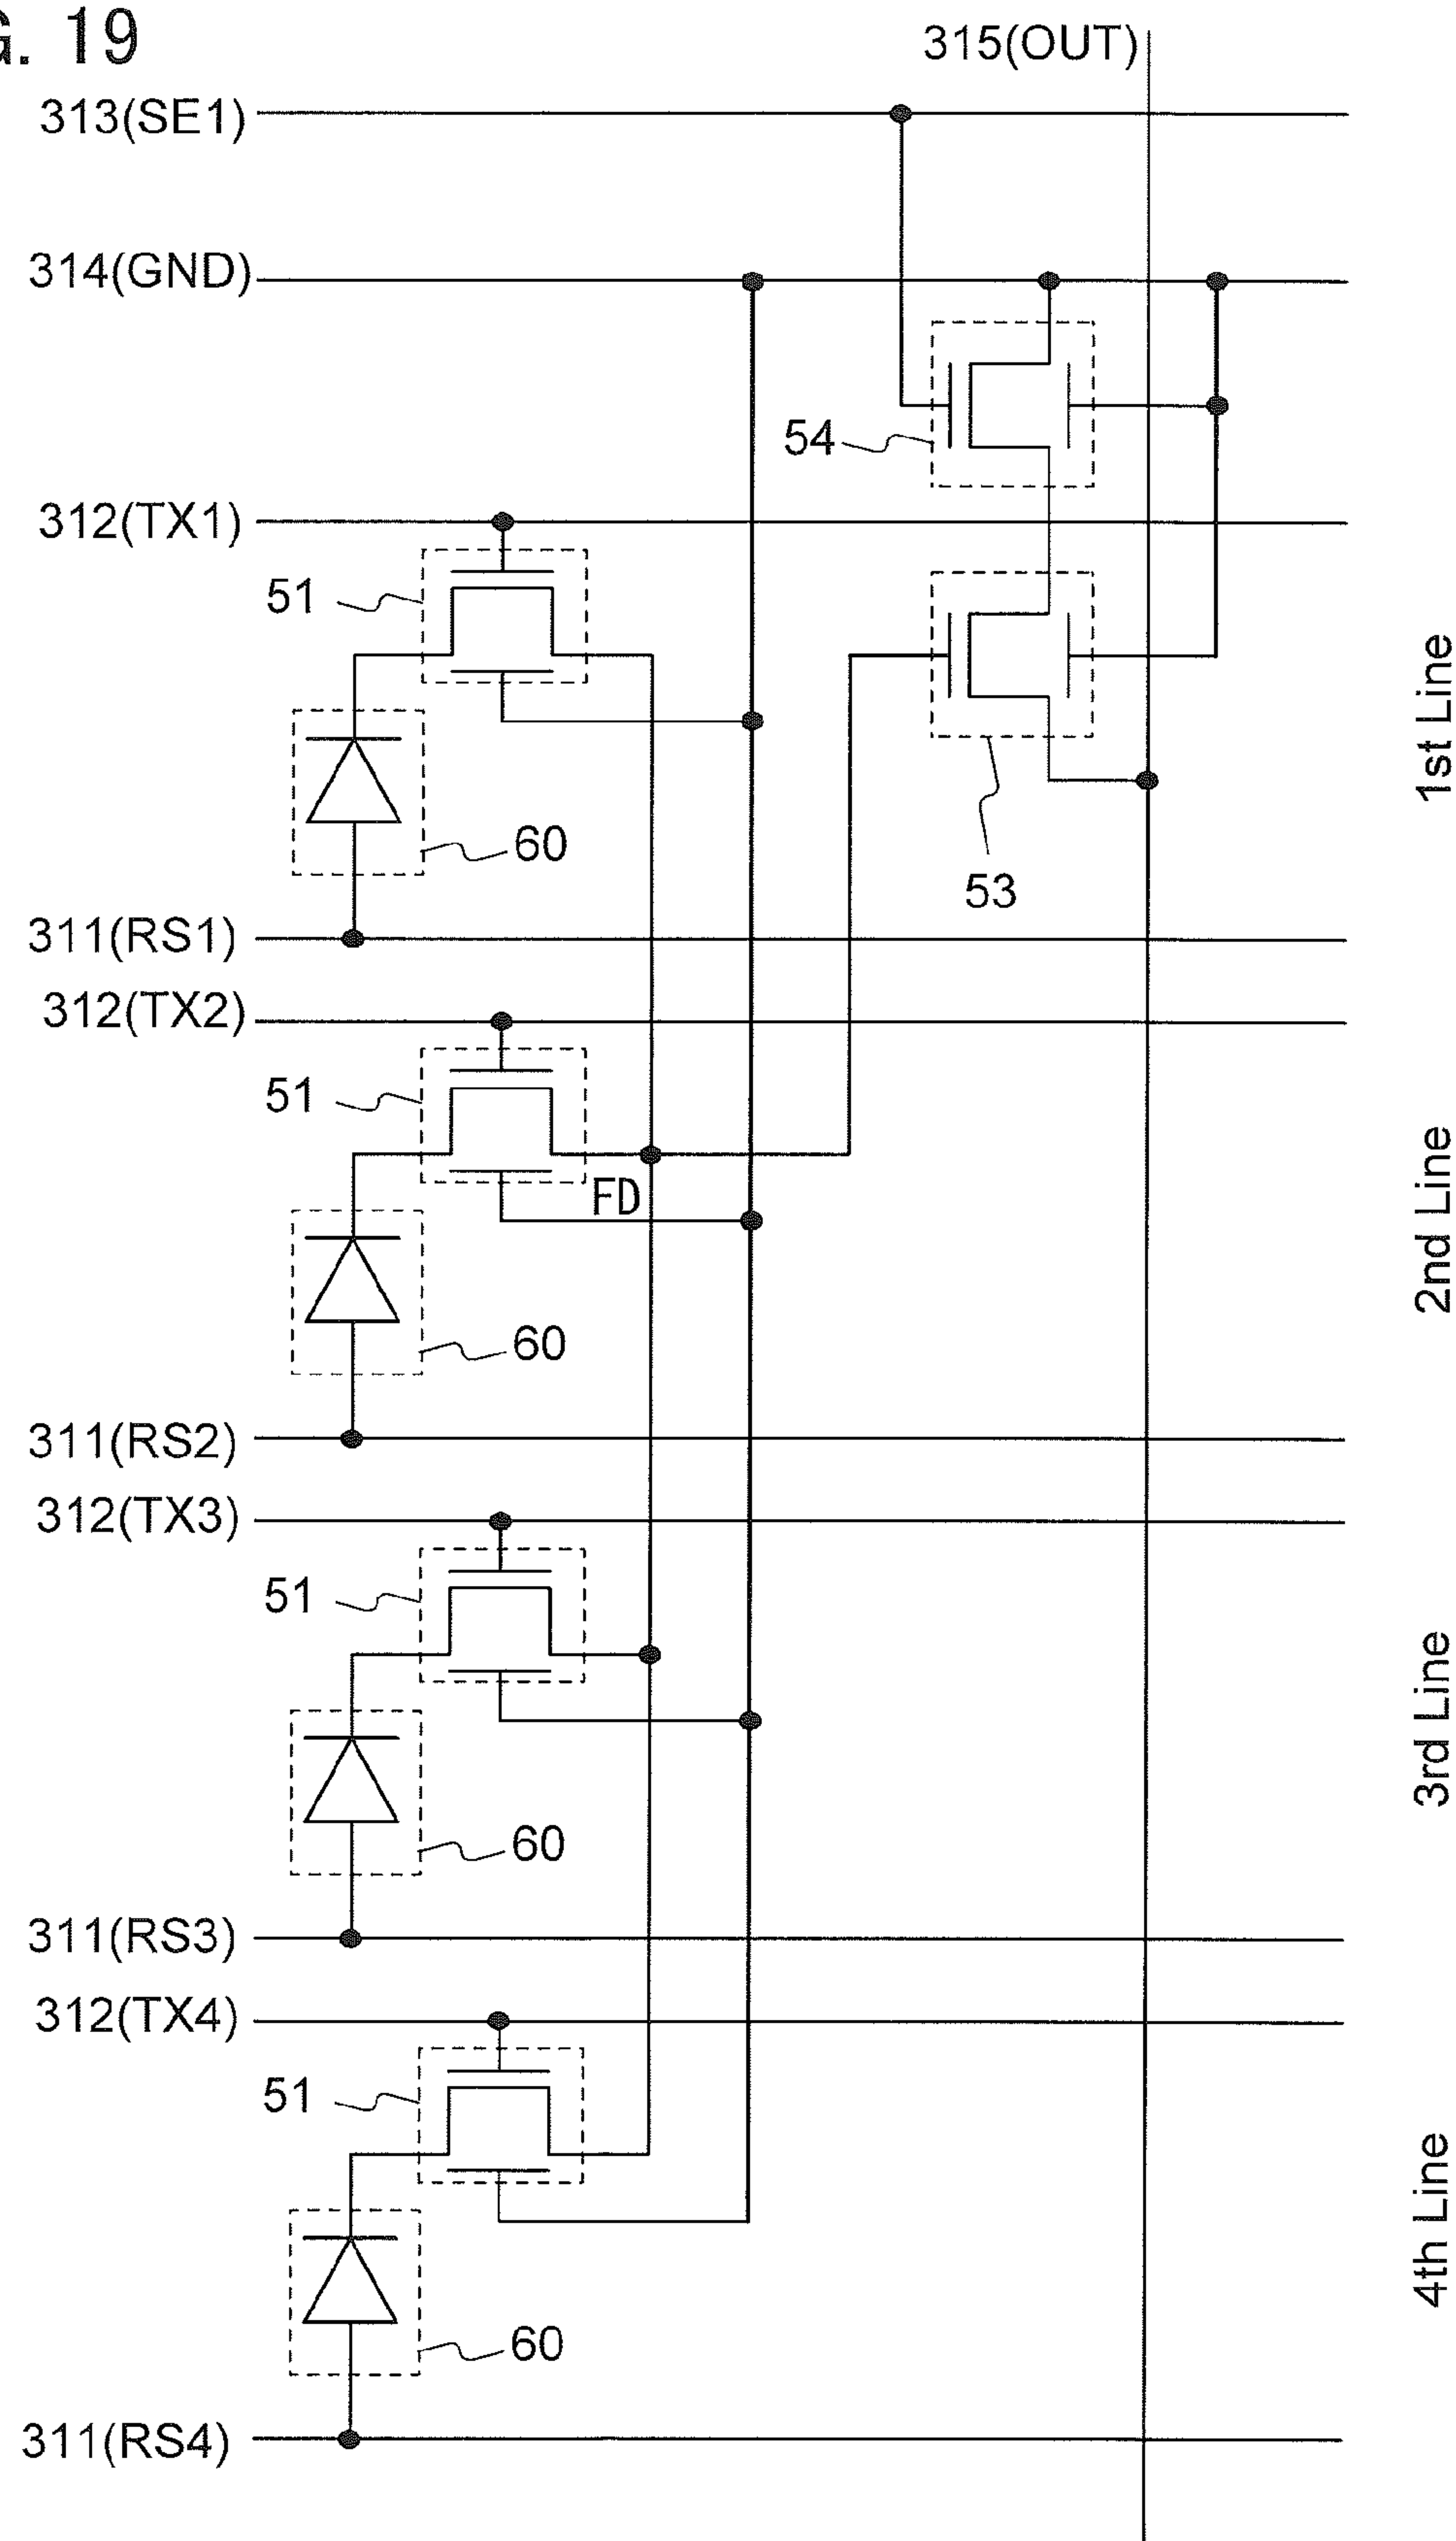 G. 19
315(OUT)
313(SE1)
314(GND)
54
312(TX1)
51
1st Line
60
53
311(RS1)
312(TX2)
51
FD
2nd Line
60
311(RS2)
312(TX3)
51
3rd Line
60
311(RS3)
312(TX4)
51
4th Line
60
311(RS4)